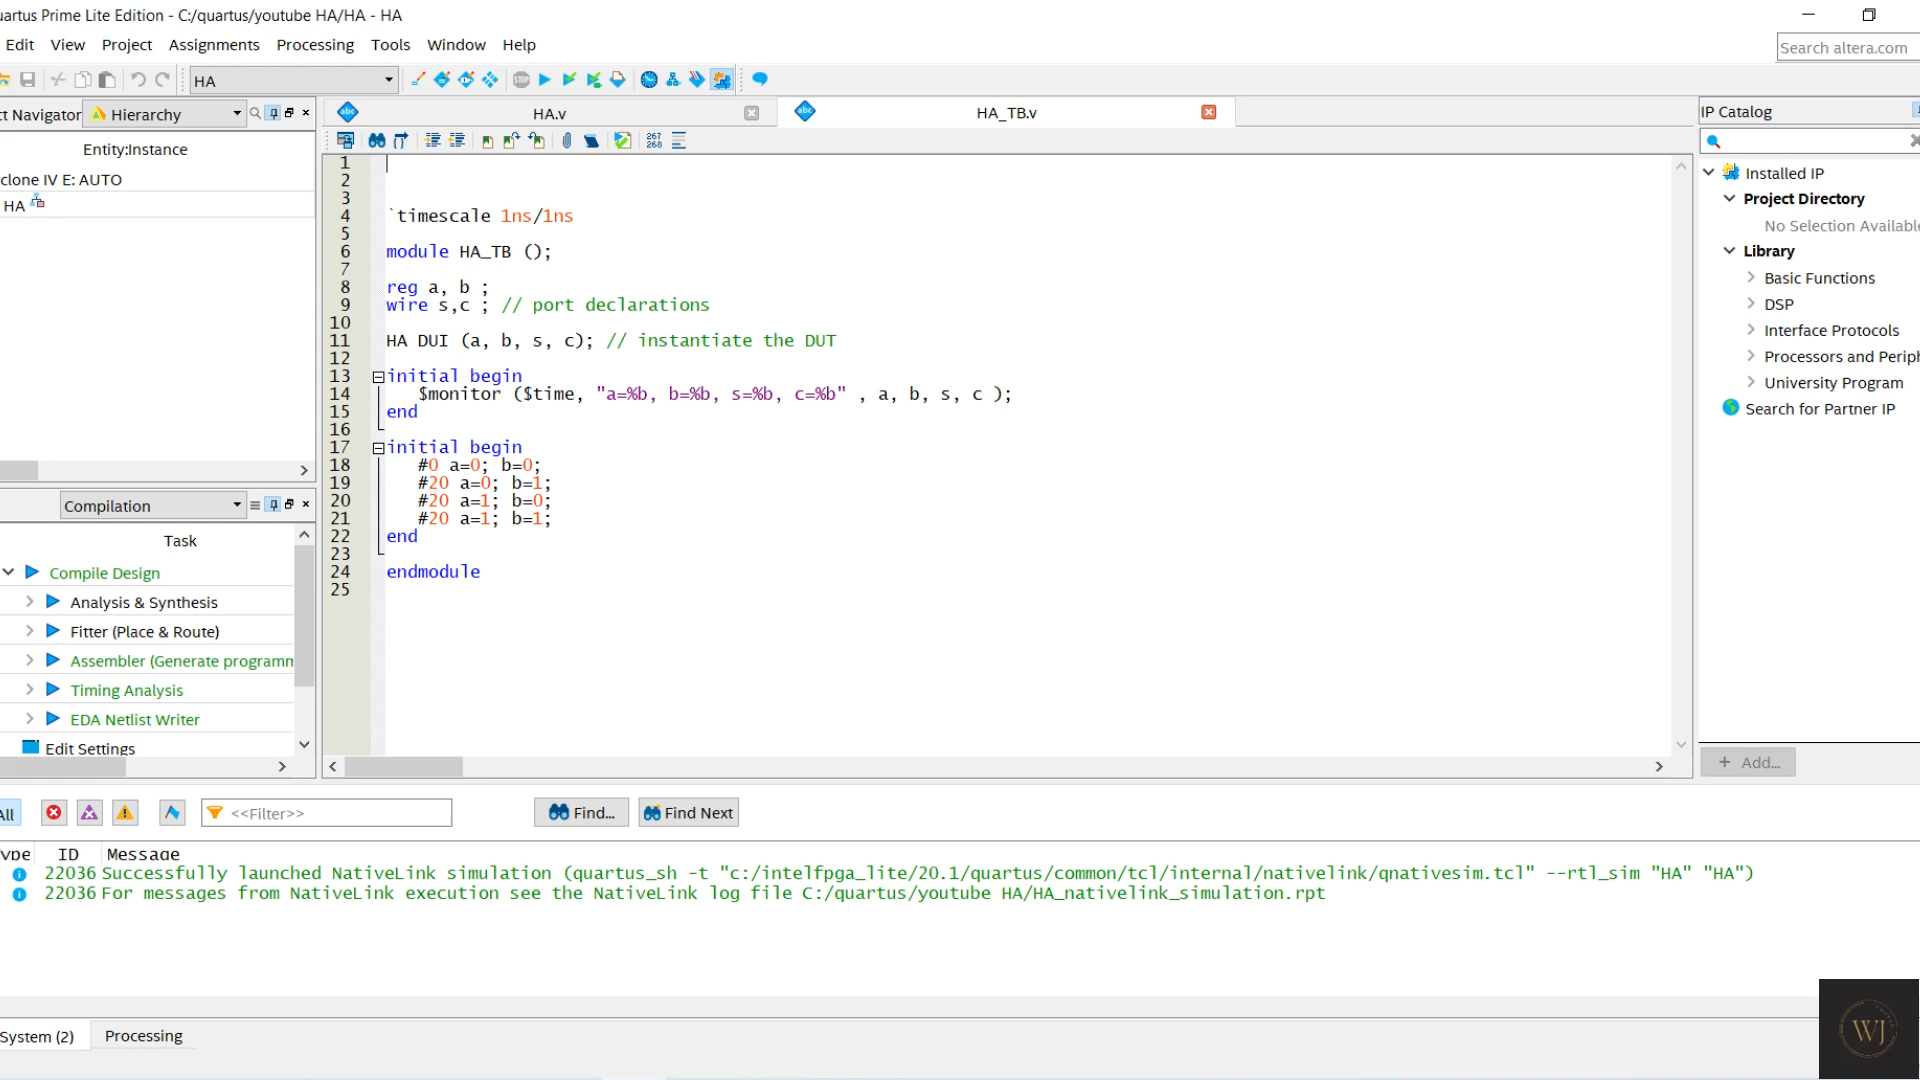 artus Prime Lite Edition - C:/quartus/youtube HA/HA - HA
Edit View Project Assignments Processing Tools Window Help
Search altera.com
HA
STOP
ct Navigator Hierarchy
Entity:Instance
clone IV E: AUTO
HA
abc HA.v
abc HA_TB.v
267
268
1
2
3
4 `timescale 1ns/1ns
5
6 module HA_TB ();
7
8 reg a, b ;
9 wire s,c ; // port declarations
10
11 HA DUI (a, b, s, c); // instantiate the DUT
12
13 initial begin
14 $monitor ($time, "a=%b, b=%b, s=%b, c=%b" , a, b, s, c );
15 end
16
17 initial begin
18 #0 a=0; b=0;
19 #20 a=0; b=1;
20 #20 a=1; b=0;
21 #20 a=1; b=1;
22 end
23
24 endmodule
25
IP Catalog
Installed IP
Project Directory
No Selection Available
Library
Basic Functions
DSP
Interface Protocols
Processors and Periph
University Program
Search for Partner IP
+ Add...
Compilation
Task
Compile Design
Analysis & Synthesis
Fitter (Place & Route)
Assembler (Generate programm
Timing Analysis
EDA Netlist Writer
Edit Settings
All <<Filter>> Find... Find Next
ype ID Message
22036 Successfully launched NativeLink simulation (quartus_sh -t "c:/intelfpga_lite/20.1/quartus/common/tcl/internal/nativelink/qnativesim.tcl" --rtl_sim "HA" "HA")
22036 For messages from NativeLink execution see the NativeLink log file C:/quartus/youtube HA/HA_nativelink_simulation.rpt
System (2) Processing
WJ